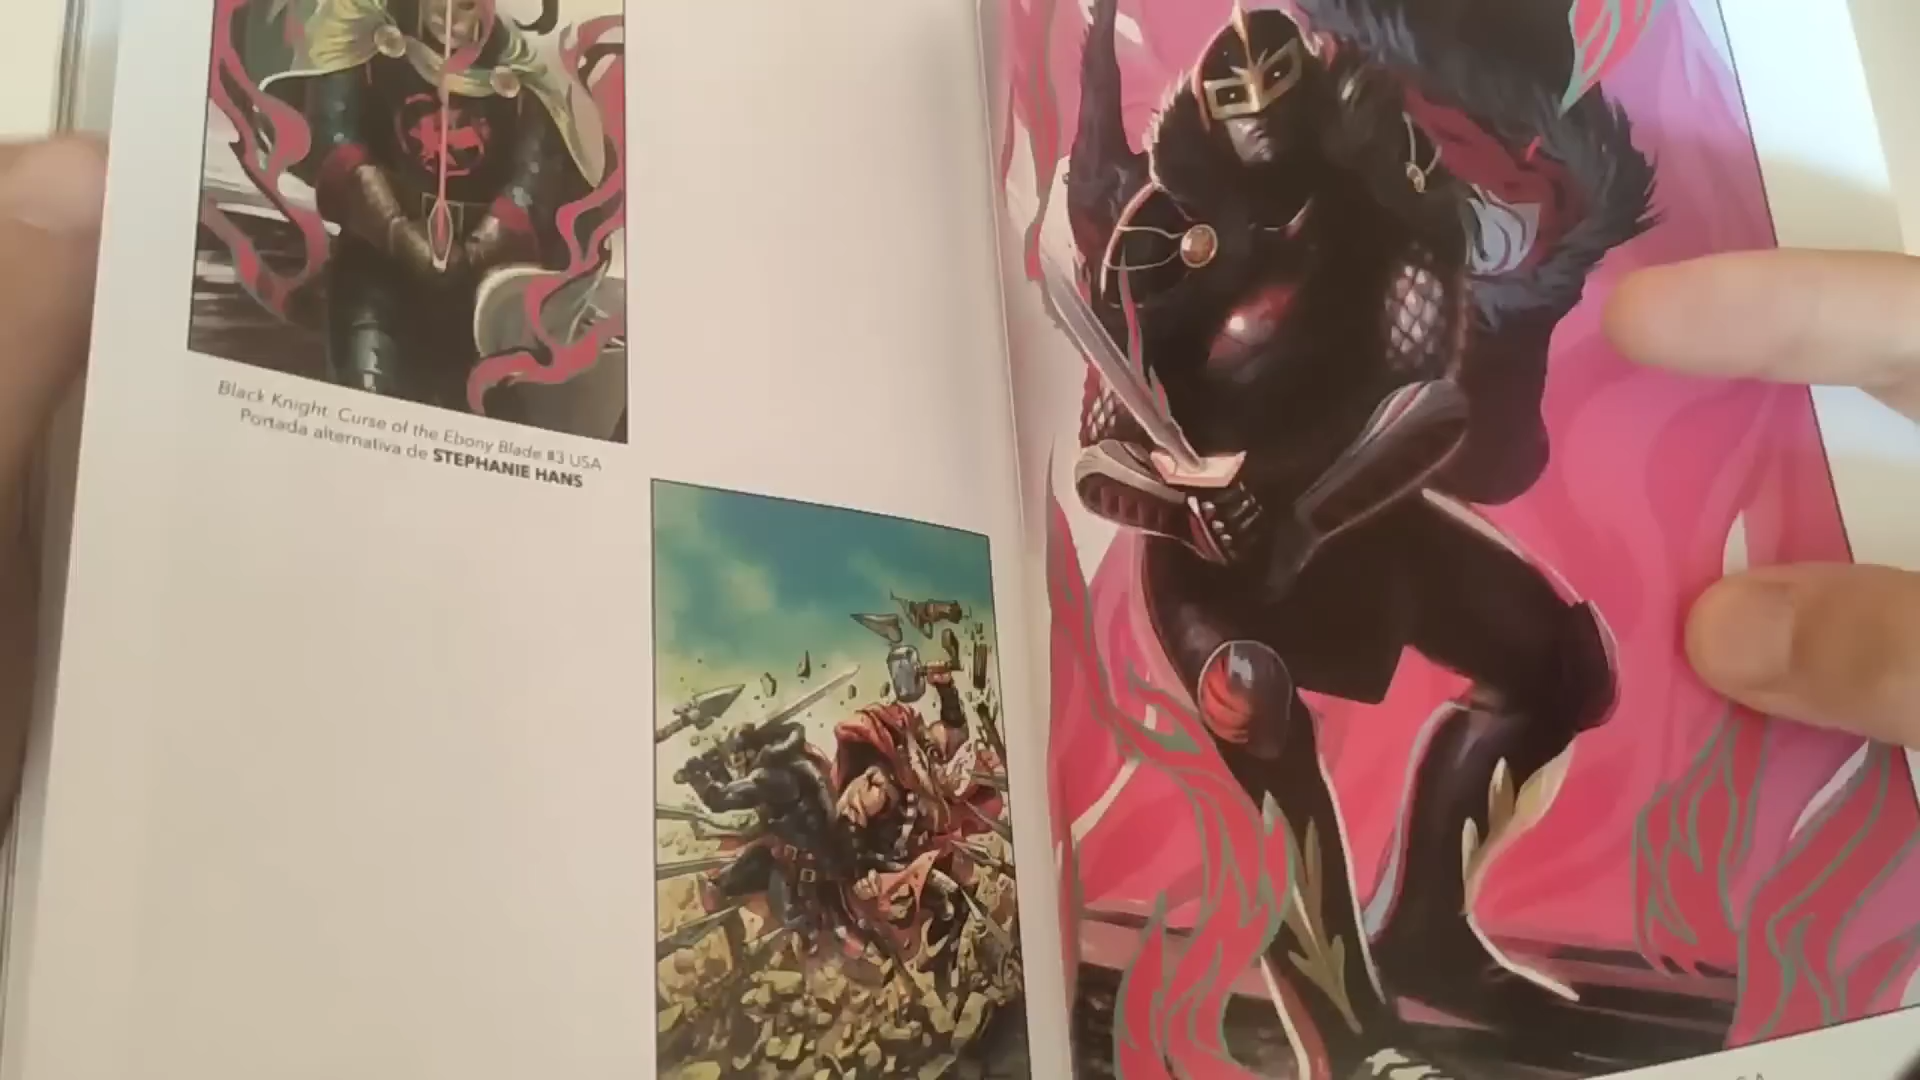 Black Knight: Curse of the Ebony Blade #3 USA
Portada alternativa de STEPHANIE HANS